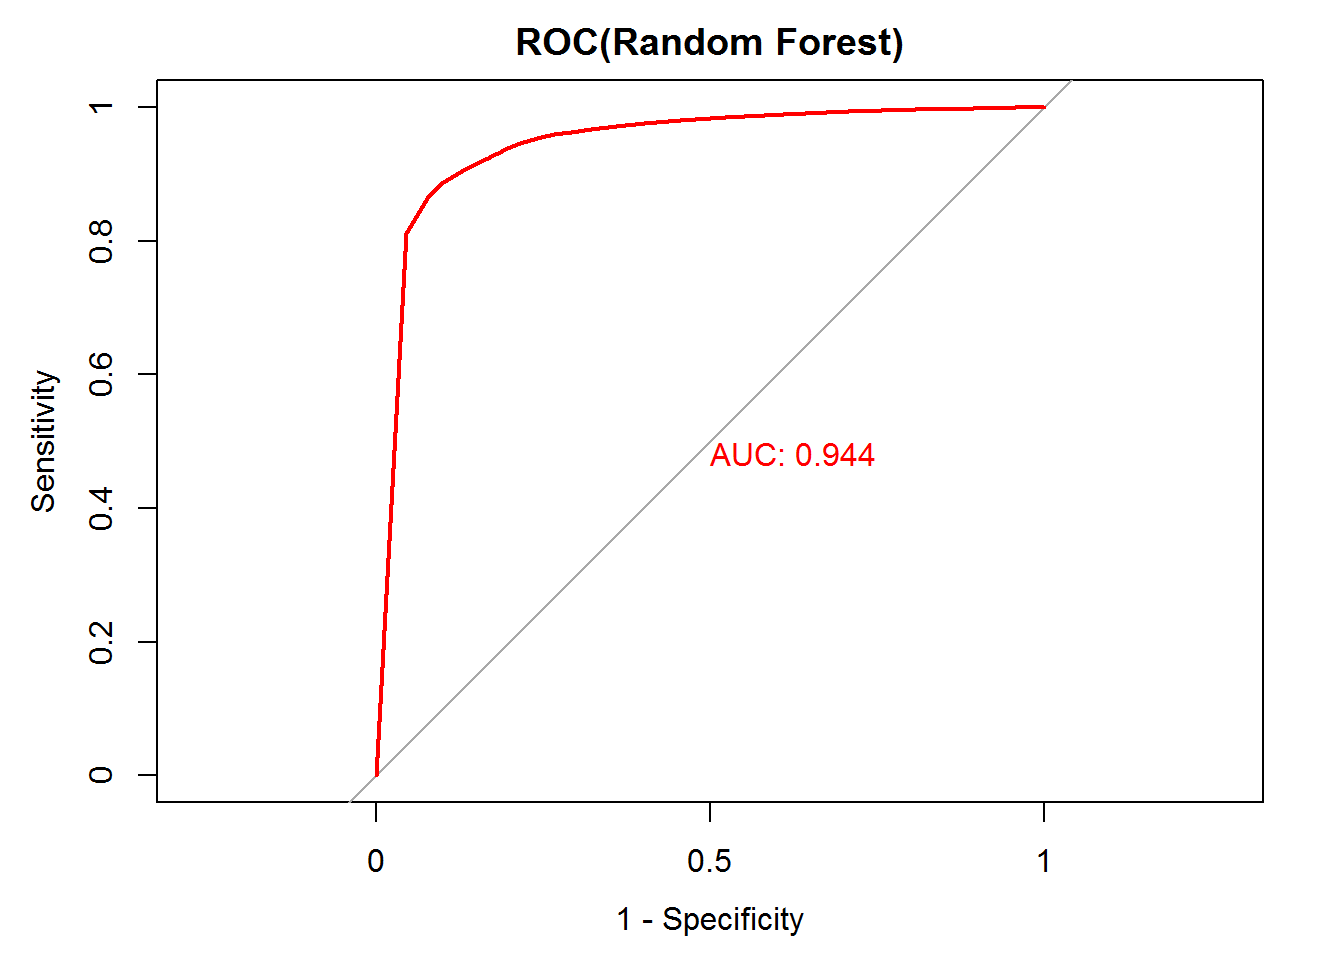 ROC(Random Forest)
1
0.8
0.6
0.4
0.2
0
Sensitivity
AUC: 0.944
0
0.5
1
1 - Specificity